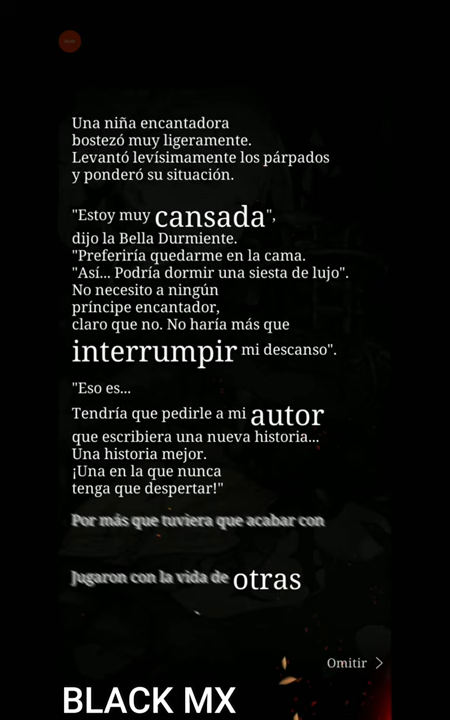 Una niña encantadora
bostezó muy ligeramente.
Levantó levísimamente los párpados
y ponderó su situación.
"Estoy muy cansada",
dijo la Bella Durmiente.
"Preferiría quedarme en la cama.
"Así... Podría dormir una siesta de lujo".
No necesito a ningún
príncipe encantador,
claro que no. No haría más que
interrumpir mi descanso".
"Eso es...
Tendría que pedirle a mi autor
que escribiera una nueva historia...
Una historia mejor.
¡Una en la que nunca
tenga que despertar!"
Por más que tuviera que acabar con
Jugaron con la vida de otras
Omitir
BLACK MX